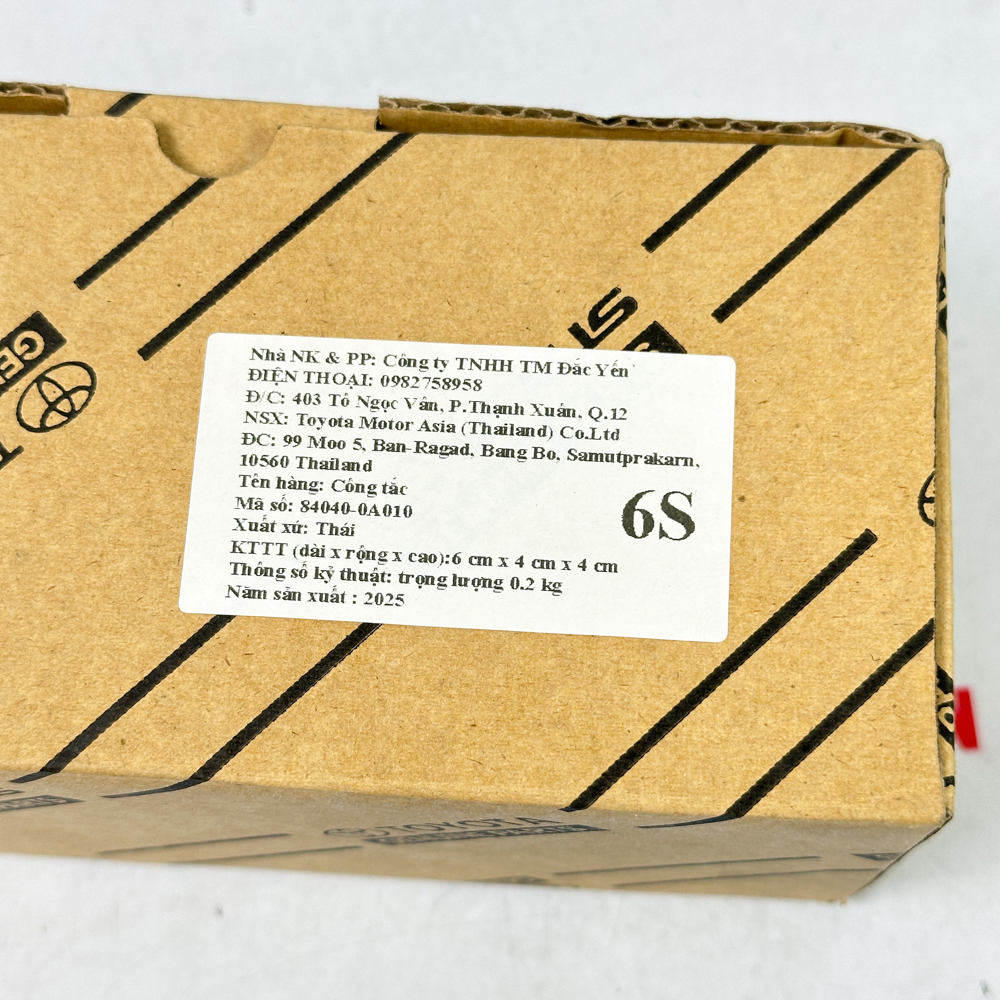 Nhà NK & PP: Công ty TNHH TM Đắc Yến
ĐIỆN THOẠI: 0982758958
Đ/C: 403 Tô Ngọc Vân, P.Thạnh Xuân, Q.12
NSX: Toyota Motor Asia (Thailand) Co.Ltd
ĐC: 99 Moo 5, Ban-Ragad, Bang Bo, Samutprakarn,
10560 Thailand
Tên hàng: Công tắc
Mã số: 84040-0A010
Xuất xứ: Thái
KTTT (dài x rộng x cao):6 cm x 4 cm x 4 cm
Thông số kỹ thuật: trọng lượng 0.2 kg
Năm sản xuất : 2025
6S
TOYOTA